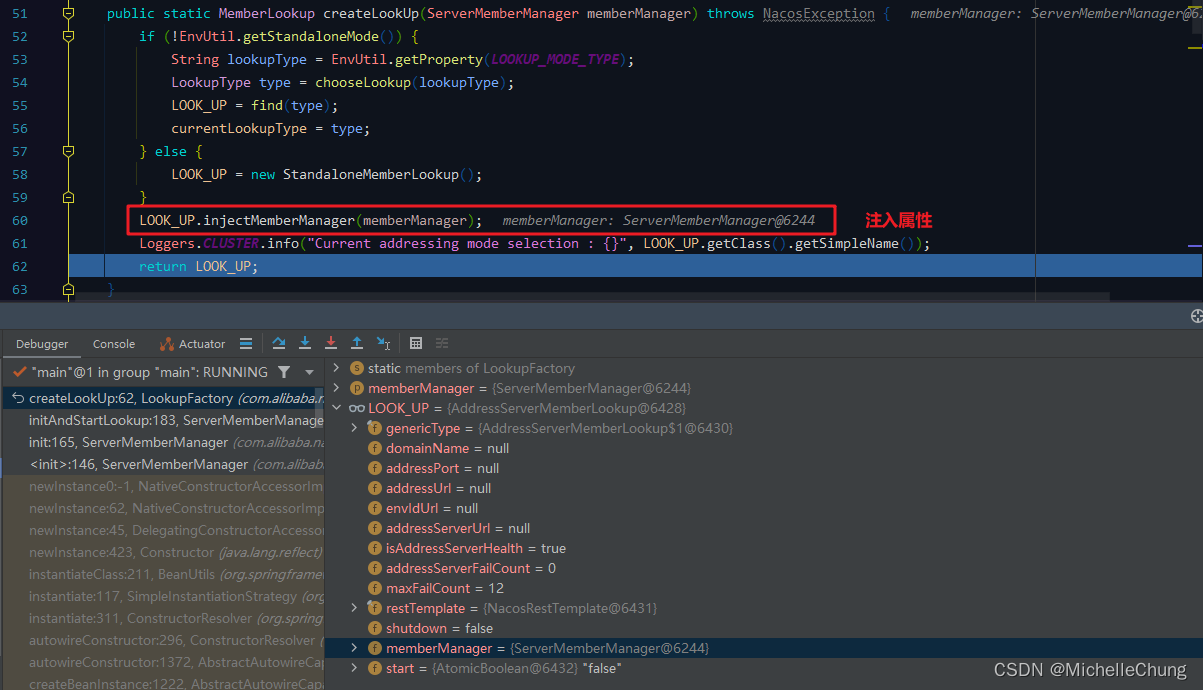 51 public static MemberLookup createLookUp(ServerMemberManager memberManager) throws NacosException { memberManager: ServerMemberManager@6
52 if (!EnvUtil.getStandaloneMode()) {
53 String lookupType = EnvUtil.getProperty(LOOKUP_MODE_TYPE);
54 LookupType type = chooseLookup(lookupType);
55 LOOK_UP = find(type);
56 currentLookupType = type;
57 } else {
58 LOOK_UP = new StandaloneMemberLookup();
59 }
60 LOOK_UP.injectMemberManager(memberManager); memberManager: ServerMemberManager@6244 注入属性
61 Loggers.CLUSTER.info("Current addressing mode selection : {}", LOOK_UP.getClass().getSimpleName());
62 return LOOK_UP;
63 }
Debugger Console Actuator
"main"@1 in group "main": RUNNING
createLookUp:62, LookupFactory (com.alibaba.n
initAndStartLookup:183, ServerMemberManage
init:165, ServerMemberManager (com.alibaba.na
<init>:146, ServerMemberManager (com.alibab
newInstance0:-1, NativeConstructorAccessorIm
newInstance:62, NativeConstructorAccessorImp
newInstance:45, DelegatingConstructorAccessor
newInstance:423, Constructor (java.lang.reflect)
instantiateClass:211, BeanUtils (org.springframe
instantiate:117, SimpleInstantiationStrategy (org
instantiate:311, ConstructorResolver (org.spring
autowireConstructor:296, ConstructorResolver (
autowireConstructor:1372, AbstractAutowireCap
createBeanInstance:1222, AbstractAutowireCap
static members of LookupFactory
memberManager = {ServerMemberManager@6244}
LOOK_UP = {AddressServerMemberLookup@6428}
genericType = {AddressServerMemberLookup$1@6430}
domainName = null
addressPort = null
addressUrl = null
envIdUrl = null
addressServerUrl = null
isAddressServerHealth = true
addressServerFailCount = 0
maxFailCount = 12
restTemplate = {NacosRestTemplate@6431}
shutdown = false
memberManager = {ServerMemberManager@6244}
start = {AtomicBoolean@6432} "false"
CSDN @MichelleChung